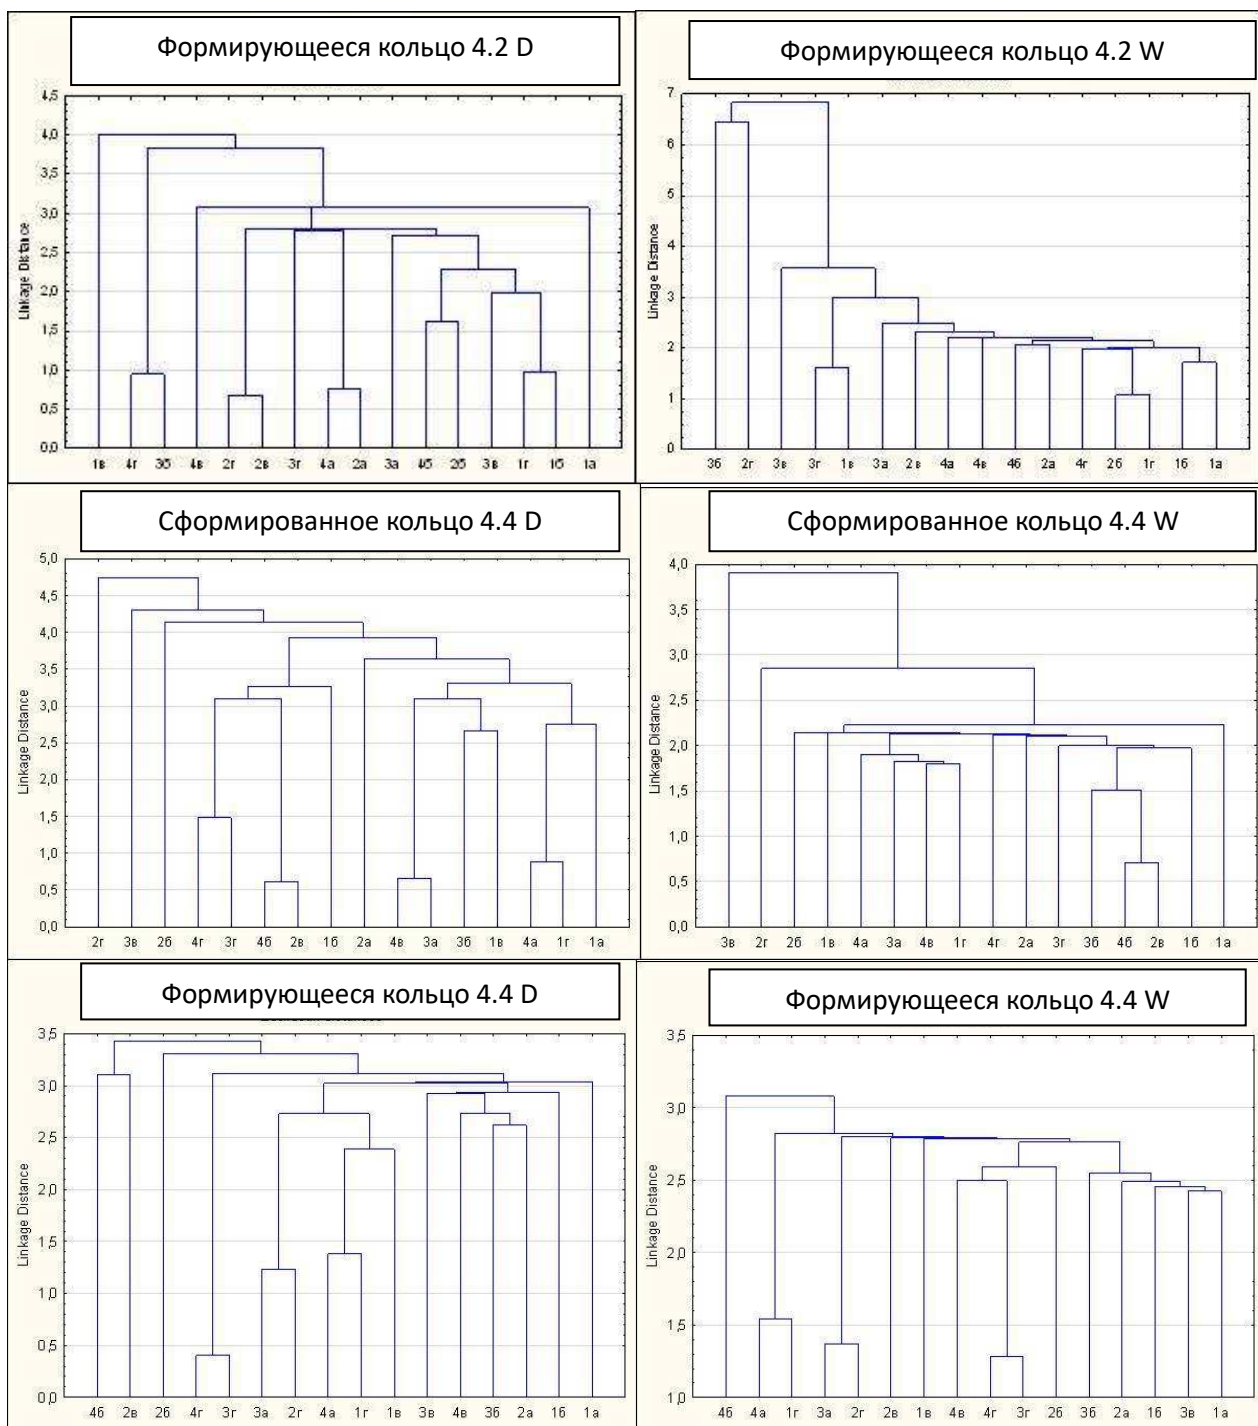 Формирующееся кольцо 4.2 D
4,5
4,0
3,5
3,0
2,5
2,0
1,5
1,0
0,5
0,0
Linkage Distance
1в 4г 3б 4в 2г 2в 3г 4а 2а 3а 4б 2б 3в 1г 1б 1а
Формирующееся кольцо 4.2 W
7
6
5
4
3
2
1
0
Linkage Distance
3б 2г 3в 3г 1в 3а 2в 4а 4в 4б 2а 4г 2б 1г 1б 1а
Сформированное кольцо 4.4 D
5,0
4,5
4,0
3,5
3,0
2,5
2,0
1,5
1,0
0,5
0,0
Linkage Distance
2г 3в 2б 4г 3г 4б 2в 1б 2а 4в 3а 3б 1в 4а 1г 1а
Сформированное кольцо 4.4 W
4,0
3,5
3,0
2,5
2,0
1,5
1,0
0,5
0,0
Linkage Distance
3в 2г 2б 1в 4а 3а 4в 1г 4г 2а 3г 3б 4б 2в 1б 1а
Формирующееся кольцо 4.4 D
3,5
3,0
2,5
2,0
1,5
1,0
0,5
0,0
Linkage Distance
4б 2в 2б 4г 3г 3а 2г 4а 1г 1в 3в 4в 3б 2а 1б 1а
Формирующееся кольцо 4.4 W
3,5
3,0
2,5
2,0
1,5
1,0
Linkage Distance
4б 4а 1г 3а 2г 2в 1в 4в 4г 3г 2б 3б 2а 1б 3в 1а